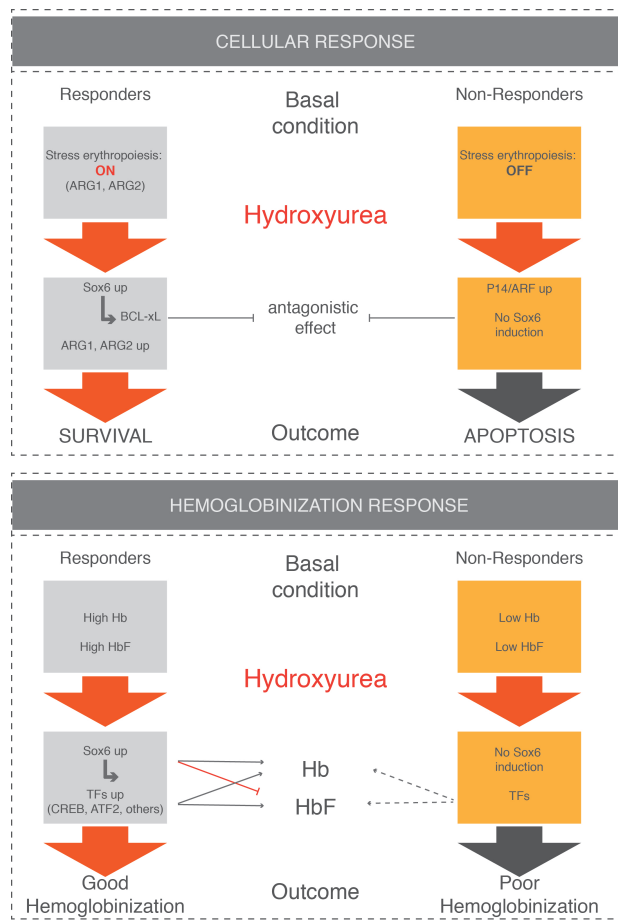 CELLULAR RESPONSE
Responders
Basal
condition
Non-Responders
Stress erythropoiesis:
ON
(ARG1, ARG2)
Stress erythropoiesis:
OFF
Hydroxyurea
Sox6 up
BCL-xL
ARG1, ARG2 up
antagonistic
effect
P14/ARF up
No Sox6
induction
SURVIVAL
Outcome
APOPTOSIS
HEMOGLOBINIZATION RESPONSE
Responders
Basal
condition
Non-Responders
High Hb
High HbF
Low Hb
Low HbF
Hydroxyurea
Sox6 up
TFs up
(CREB, ATF2, others)
Hb
HbF
No Sox6
induction
TFs
Good
Hemoglobinization
Outcome
Poor
Hemoglobinization